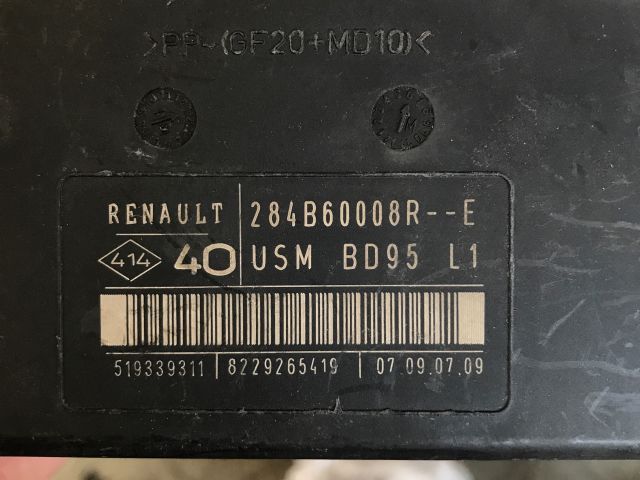 >PP-(GF20+MD10)<
RENAULT 284B60008R--E
414 40 USM BD95 L1
519339311 8229265419 07 09.07.09